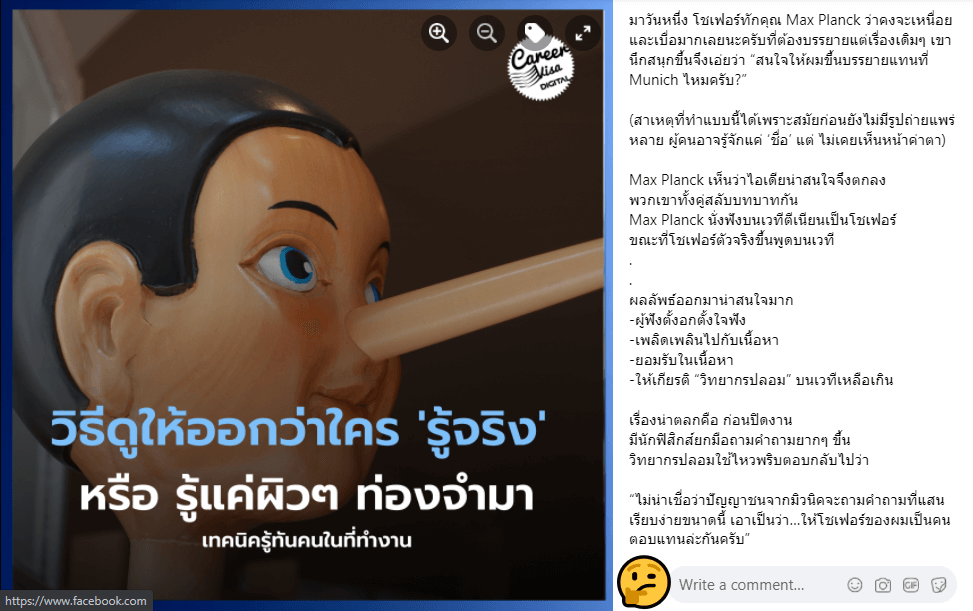 Career
Visa
DIGITAL
วิธีดูให้ออกว่าใคร 'รู้จริง'
หรือ รู้แค่ผิวๆ ท่องจำมา
เทคนิครู้ทันคนในที่ทำงาน
https://www.facebook.com
มาวันหนึ่ง โชเฟอร์ทักคุณ Max Planck ว่าคงจะเหนื่อย
และเบื่อมากเลยนะครับที่ต้องบรรยายแต่เรื่องเดิมๆ เขา
นึกสนุกขึ้นจึงเอ่ยว่า “สนใจให้ผมขึ้นบรรยายแทนที่
Munich ไหมครับ?”
(สาเหตุที่ทำแบบนี้ได้เพราะสมัยก่อนยังไม่มีรูปถ่ายแพร่
หลาย ผู้คนอาจรู้จักแค่ ‘ชื่อ’ แต่ ไม่เคยเห็นหน้าค่าตา)
Max Planck เห็นว่าไอเดียน่าสนใจจึงตกลง
พวกเขาทั้งคู่สลับบทบาทกัน
Max Planck นั่งฟังบนเวทีตีเนียนเป็นโชเฟอร์
ขณะที่โชเฟอร์ตัวจริงขึ้นพูดบนเวที
.
.
ผลลัพธ์ออกมาน่าสนใจมาก
-ผู้ฟังตั้งอกตั้งใจฟัง
-เพลิดเพลินไปกับเนื้อหา
-ยอมรับในเนื้อหา
-ให้เกียรติ “วิทยากรปลอม” บนเวทีเหลือเกิน
เรื่องน่าตลกคือ ก่อนปิดงาน
มีนักฟิสิกส์ยกมือถามคำถามยากๆ ขึ้น
วิทยากรปลอมใช้ไหวพริบตอบกลับไปว่า
“ไม่น่าเชื่อว่าปัญญาชนจากมิวนิคจะถามคำถามที่แสน
เรียบง่ายขนาดนี้ เอาเป็นว่า...ให้โชเฟอร์ของผมเป็นคน
ตอบแทนล่ะกันครับ”
Write a comment...
GIF